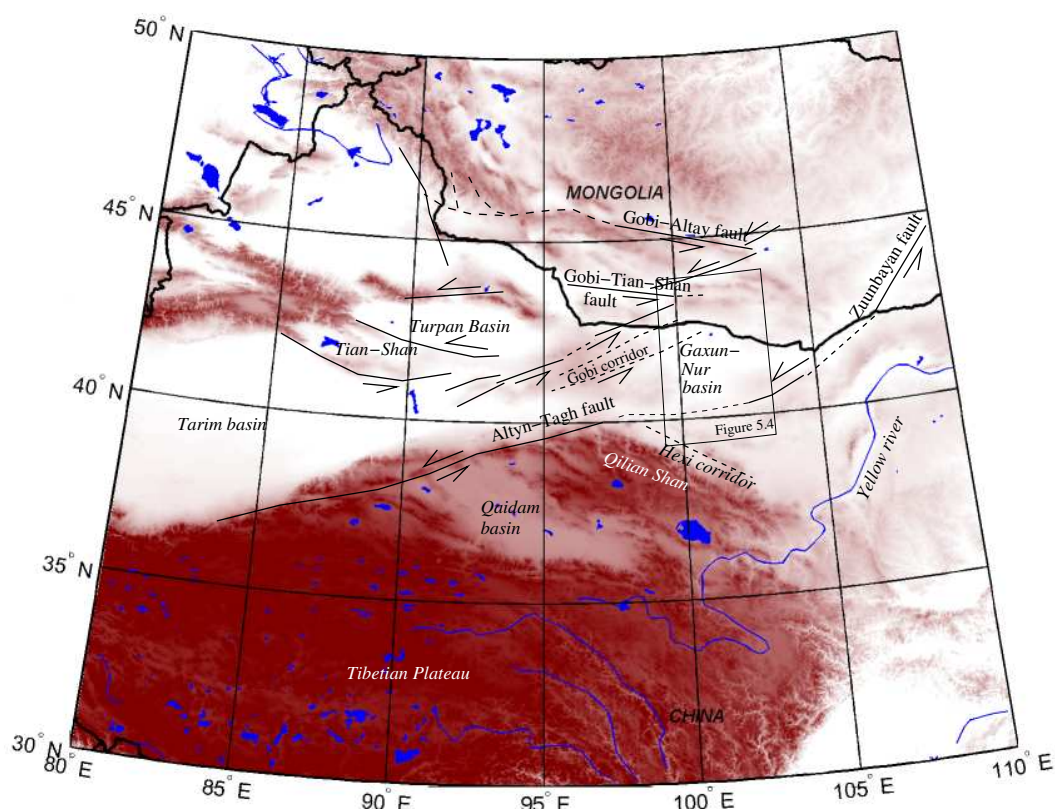 50° N
MONGOLIA
45° N
Gobi−Altay fault
Zuunbayan fault
Gobi−Tian−Shan
fault
Turpan Basin
Tian−Shan
Gobi corridor
Gaxun−
Nur
basin
40° N
Altyn−Tagh fault
Tarim basin
Figure 5.4
Hexi corridor
Qilian Shan
Yellow river
Qaidam
basin
35° N
Tibetian Plateau
CHINA
30° N
80° E
85° E
90° E
95° E
100° E
105° E
110° E